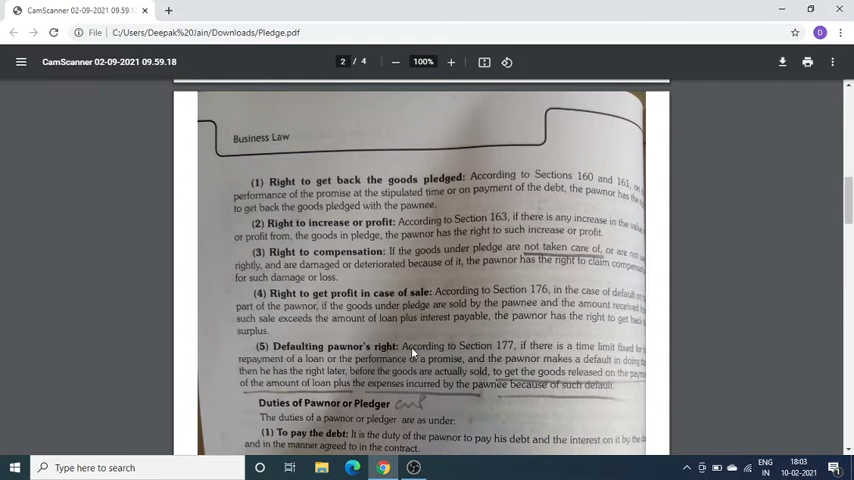 CamScanner 02-09-2021 09.59.18
File
C:/Users/Deepak%20Jain/Downloads/Pledge.pdf
D
CamScanner 02-09-2021 09.59.18
2 / 4
100%
Business Law
(1) Right to get back the goods pledged: According to Sections 160 and 161, on
performance of the promise at the stipulated time or on payment of the debt, the pawnor has the
to get back the goods pledged with the pawnee.
(2) Right to increase or profit: According to Section 163, if there is any increase in the value
or profit from, the goods in pledge, the pawnor has the right to such increase or profit.
(3) Right to compensation: If the goods under pledge are not taken care of, or are not
rightly, and are damaged or deteriorated because of it, the pawnor has the right to claim
for such damage or loss.
(4) Right to get profit in case of sale: According to Section 176, in the case of default on
part of the pawnor, if the goods under pledge are sold by the pawnee and the amount received
such sale exceeds the amount of loan plus interest payable, the pawnor has the right to get back
surplus.
(5) Defaulting pawnor's right: According to Section 177, if there is a time limit fixed for
repayment of a loan or the performance of a promise, and the pawnor makes a default in doing
then he has the right later, before the goods are actually sold, to get the goods released on the
of the amount of loan plus the expenses incurred by the pawnee because of such default.
Duties of Pawnor or Pledger
The duties of a pawnor or pledger are as under:
(1) To pay the debt: It is the duty of the pawnor to pay his debt and the interest on it by the
and in the manner agreed to in the contract.
Type here to search
ENG
IN
18:03
10-02-2021